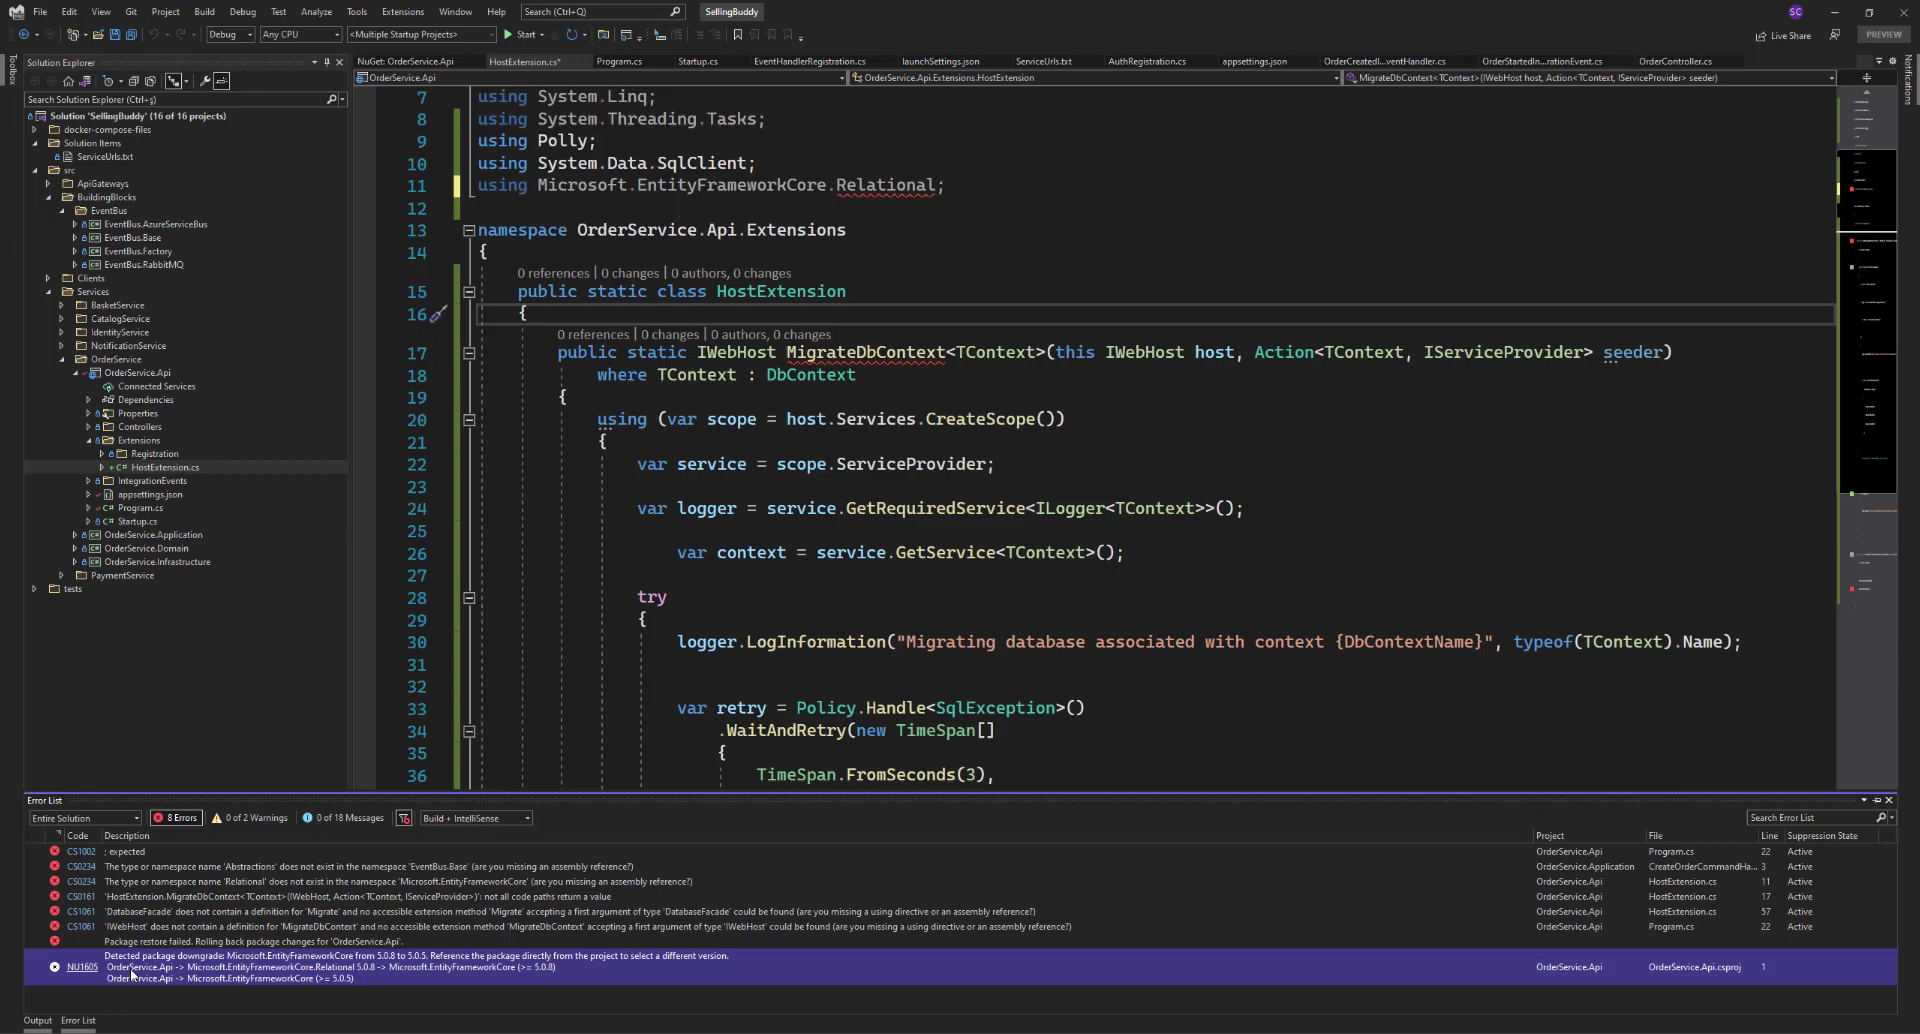 File Edit View Git Project Build Debug Test Analyze Tools Extensions Window Help Search (Ctrl+Q) SellingBuddy SC
Debug Any CPU <Multiple Startup Projects> Start Live Share PREVIEW
Toolbox
Notifications
Solution Explorer
Search Solution Explorer (Ctrl+ş)
Solution 'SellingBuddy' (16 of 16 projects)
docker-compose-files
Solution Items
ServiceUrls.txt
src
ApiGateways
BuildingBlocks
EventBus
EventBus.AzureServiceBus
EventBus.Base
EventBus.Factory
EventBus.RabbitMQ
Clients
Services
BasketService
CatalogService
IdentityService
NotificationService
OrderService
OrderService.Api
Connected Services
Dependencies
Properties
Controllers
Extensions
Registration
HostExtension.cs
IntegrationEvents
appsettings.json
Program.cs
Startup.cs
OrderService.Application
OrderService.Domain
OrderService.Infrastructure
PaymentService
tests
NuGet: OrderService.Api HostExtension.cs* Program.cs Startup.cs EventHandlerRegistration.cs launchSettings.json ServiceUrls.txt AuthRegistration.cs appsettings.json OrderCreatedI...ventHandler.cs OrderStartedIn...rationEvent.cs OrderController.cs
OrderService.Api OrderService.Api.Extensions.HostExtension MigrateDbContext<TContext>(IWebHost host, Action<TContext, IServiceProvider> seeder)
7 using System.Linq;
8 using System.Threading.Tasks;
9 using Polly;
10 using System.Data.SqlClient;
11 using Microsoft.EntityFrameworkCore.Relational;
12
13 namespace OrderService.Api.Extensions
14 {
0 references | 0 changes | 0 authors, 0 changes
15 public static class HostExtension
16 {
0 references | 0 changes | 0 authors, 0 changes
17 public static IWebHost MigrateDbContext<TContext>(this IWebHost host, Action<TContext, IServiceProvider> seeder)
18 where TContext : DbContext
19 {
20 using (var scope = host.Services.CreateScope())
21 {
22 var service = scope.ServiceProvider;
23
24 var logger = service.GetRequiredService<ILogger<TContext>>();
25
26 var context = service.GetService<TContext>();
27
28 try
29 {
30 logger.LogInformation("Migrating database associated with context {DbContextName}", typeof(TContext).Name);
31
32
33 var retry = Policy.Handle<SqlException>()
34 .WaitAndRetry(new TimeSpan[]
35 {
36 TimeSpan.FromSeconds(3),
Error List
Entire Solution 8 Errors 0 of 2 Warnings 0 of 18 Messages Build + IntelliSense Search Error List
Code Description Project File Line Suppression State
CS1002 ; expected OrderService.Api Program.cs 22 Active
CS0234 The type or namespace name 'Abstractions' does not exist in the namespace 'EventBus.Base' (are you missing an assembly reference?) OrderService.Application CreateOrderCommandHa... 3 Active
CS0234 The type or namespace name 'Relational' does not exist in the namespace 'Microsoft.EntityFrameworkCore' (are you missing an assembly reference?) OrderService.Api HostExtension.cs 11 Active
CS0161 'HostExtension.MigrateDbContext<TContext>(IWebHost, Action<TContext, IServiceProvider>)': not all code paths return a value OrderService.Api HostExtension.cs 17 Active
CS1061 'DatabaseFacade' does not contain a definition for 'Migrate' and no accessible extension method 'Migrate' accepting a first argument of type 'DatabaseFacade' could be found (are you missing a using directive or an assembly reference?) OrderService.Api HostExtension.cs 57 Active
CS1061 'IWebHost' does not contain a definition for 'MigrateDbContext' and no accessible extension method 'MigrateDbContext' accepting a first argument of type 'IWebHost' could be found (are you missing a using directive or an assembly reference?) OrderService.Api Program.cs 22 Active
Package restore failed. Rolling back package changes for 'OrderService.Api'.
Detected package downgrade: Microsoft.EntityFrameworkCore from 5.0.8 to 5.0.5. Reference the package directly from the project to select a different version.
NU1605 OrderService.Api -> Microsoft.EntityFrameworkCore.Relational 5.0.8 -> Microsoft.EntityFrameworkCore (>= 5.0.8) OrderService.Api OrderService.Api.csproj 1
OrderService.Api -> Microsoft.EntityFrameworkCore (>= 5.0.5)
Output Error List